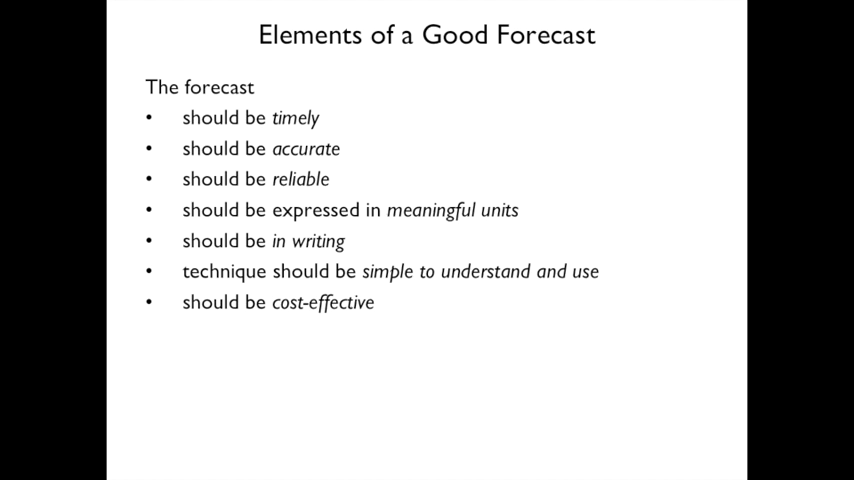 Elements of a Good Forecast
The forecast
• should be timely
• should be accurate
• should be reliable
• should be expressed in meaningful units
• should be in writing
• technique should be simple to understand and use
• should be cost-effective